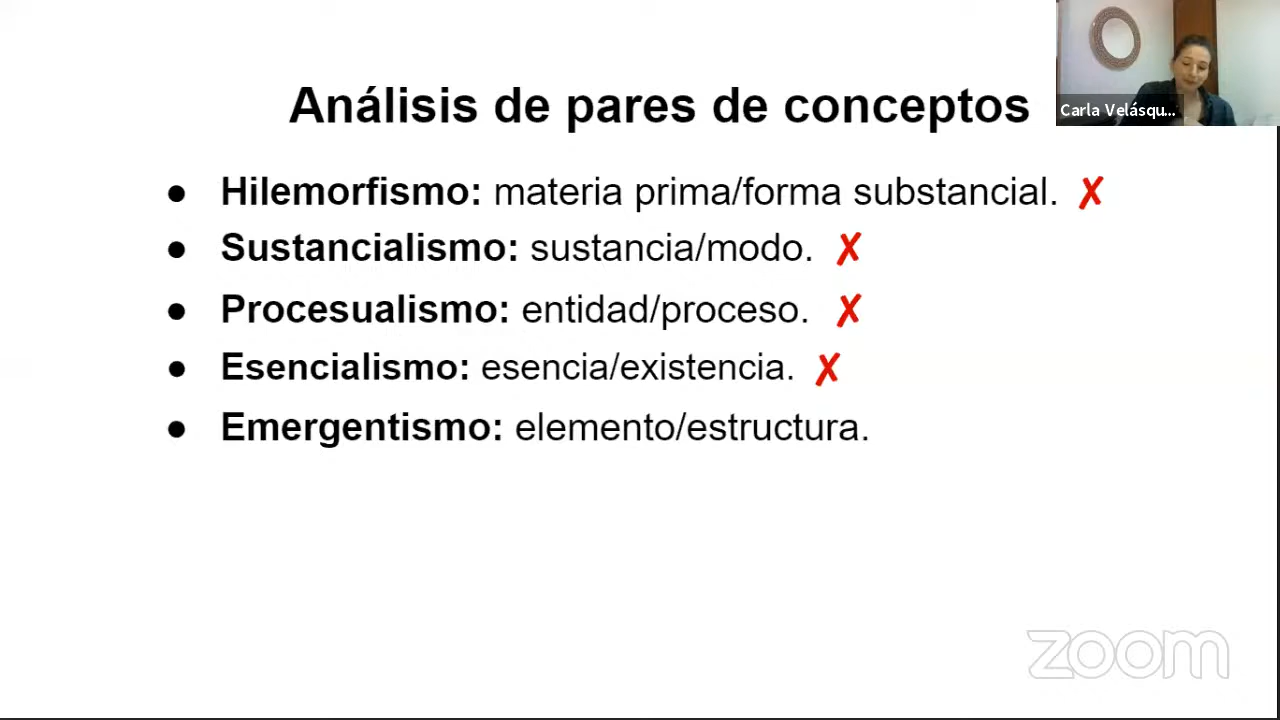 Análisis de pares de conceptos
Carla Velásqu...
● Hilemorfismo: materia prima/forma substancial. ✗
● Sustancialismo: sustancia/modo. ✗
● Procesualismo: entidad/proceso. ✗
● Esencialismo: esencia/existencia. ✗
● Emergentismo: elemento/estructura.
zoom